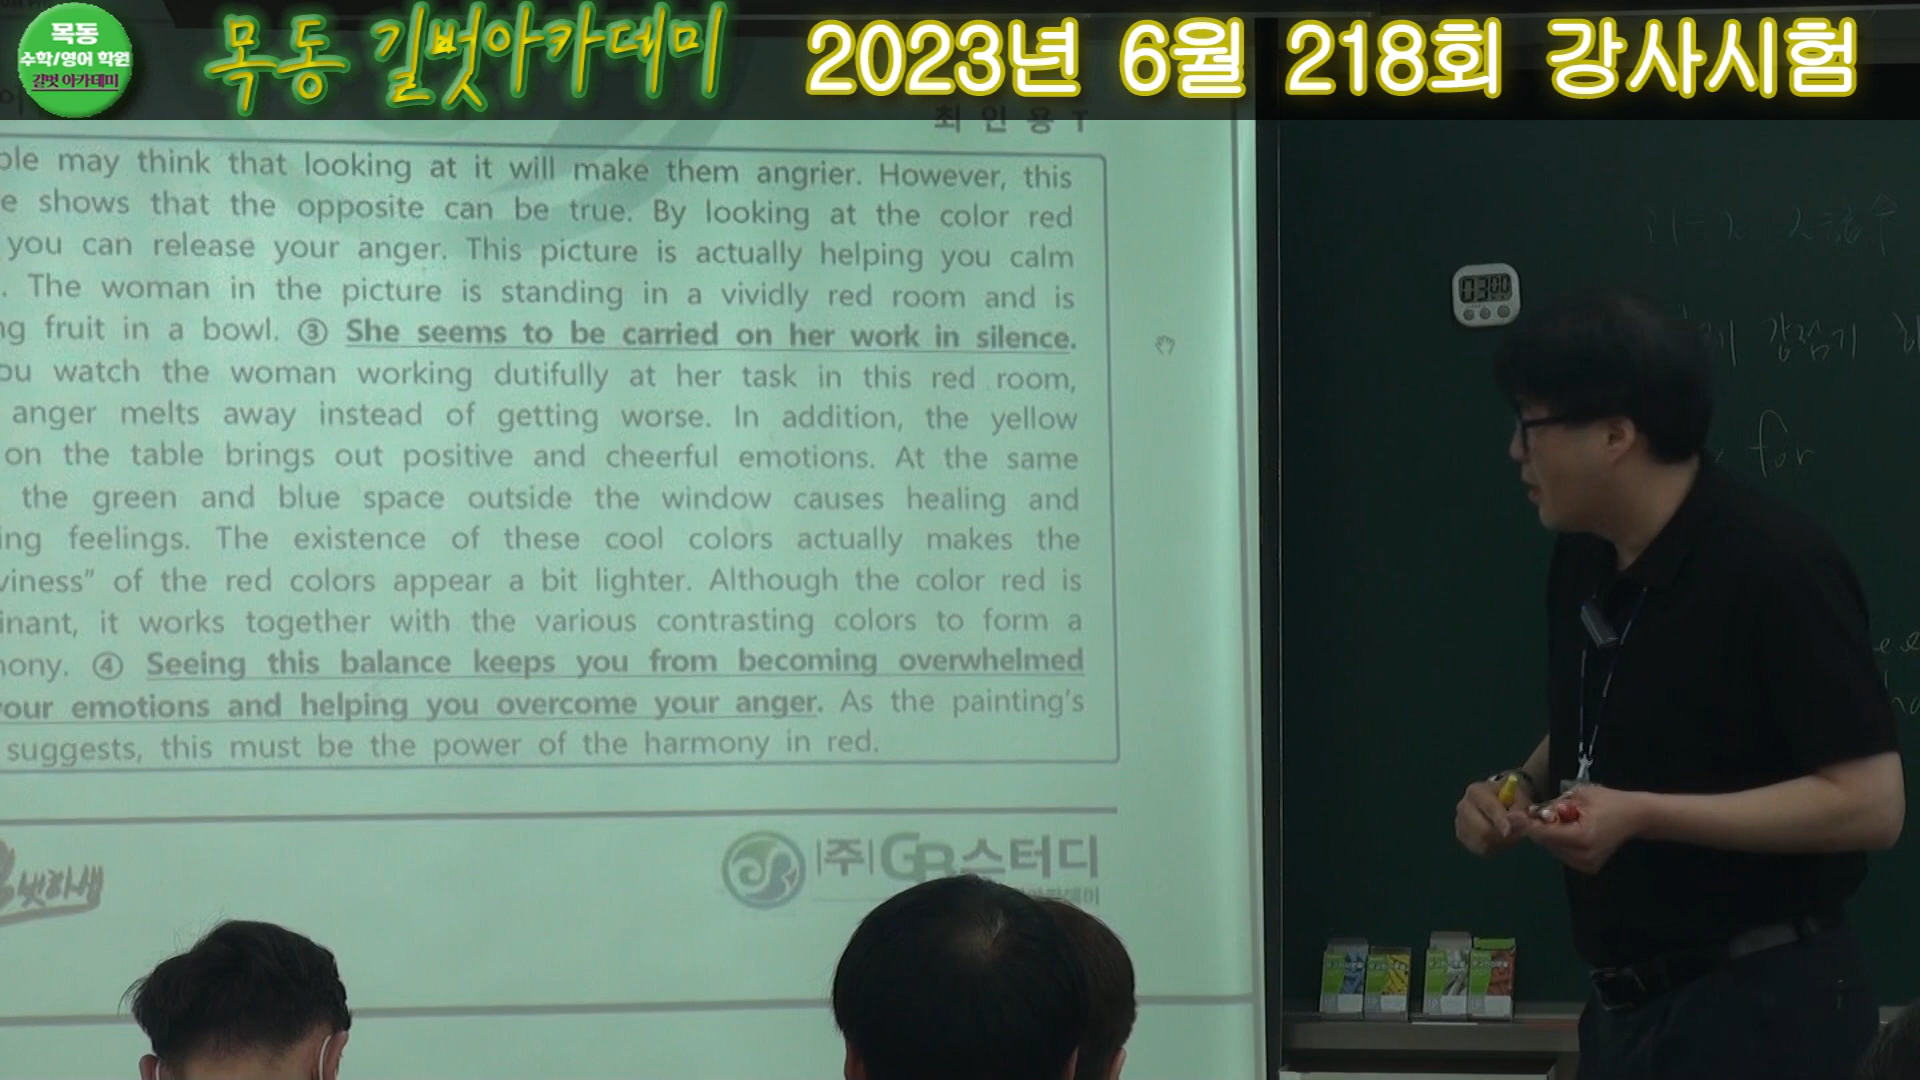 목동
수학/영어 학원
길벗 아카데미
목동 길벗아카데미
2023년 6월 218회 강사시험
최 인 용 T
may think that looking at it will make them angrier. However, this
shows that the opposite can be true. By looking at the color red
you can release your anger. This picture is actually helping you calm
. The woman in the picture is standing in a vividly red room and is
fruit in a bowl. ③ She seems to be carried on her work in silence.
watch the woman working dutifully at her task in this red room,
anger melts away instead of getting worse. In addition, the yellow
on the table brings out positive and cheerful emotions. At the same
the green and blue space outside the window causes healing and
feelings. The existence of these cool colors actually makes the
of the red colors appear a bit lighter. Although the color red is
it works together with the various contrasting colors to form a
④ Seeing this balance keeps you from becoming overwhelmed
emotions and helping you overcome your anger. As the painting's
suggests, this must be the power of the harmony in red.
|주|GB스터디
03:00
for